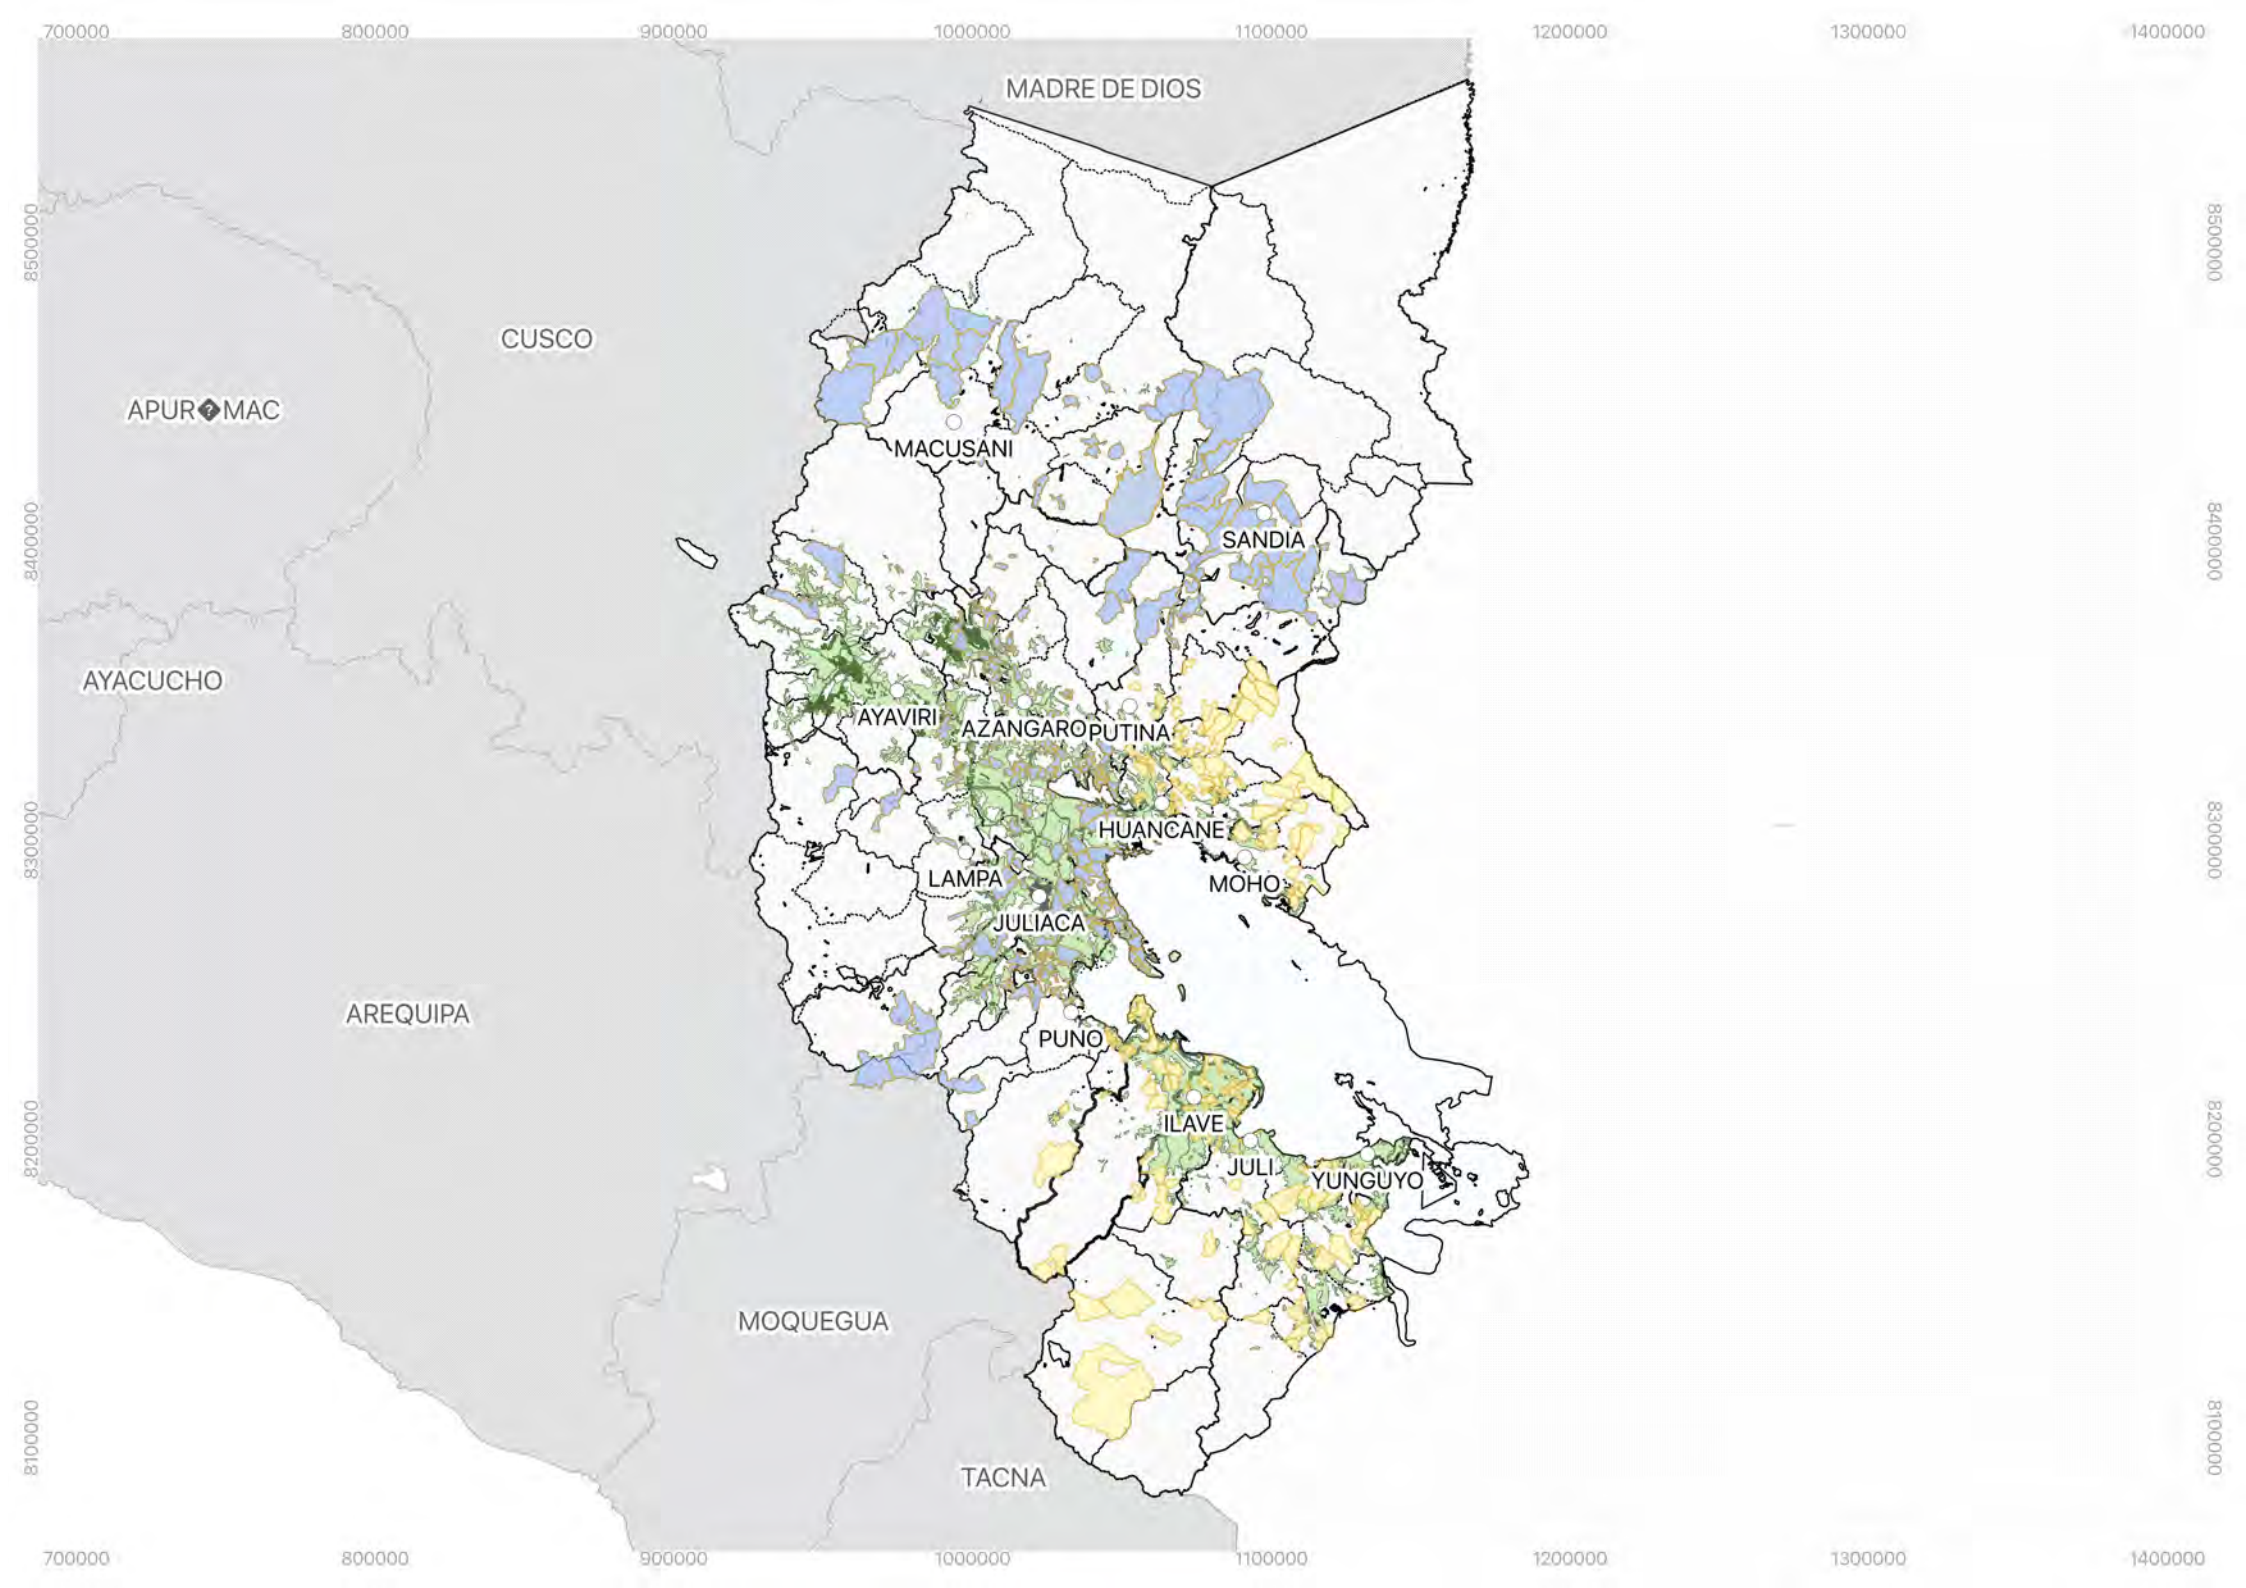 700000 800000 900000 1000000 1100000 1200000 1300000 1400000
MADRE DE DIOS
8500000 8500000
CUSCO
APUR�MAC
MACUSANI
8400000 8400000
SANDIA
AYACUCHO
AYAVIRI AZANGARO PUTINA
8300000 8300000
HUANCANE
LAMPA MOHO
JULIACA
AREQUIPA
PUNO
ILAVE
8200000 8200000
7 JULI YUNGUYO
MOQUEGUA
8100000 8100000
TACNA
700000 800000 900000 1000000 1100000 1200000 1300000 1400000